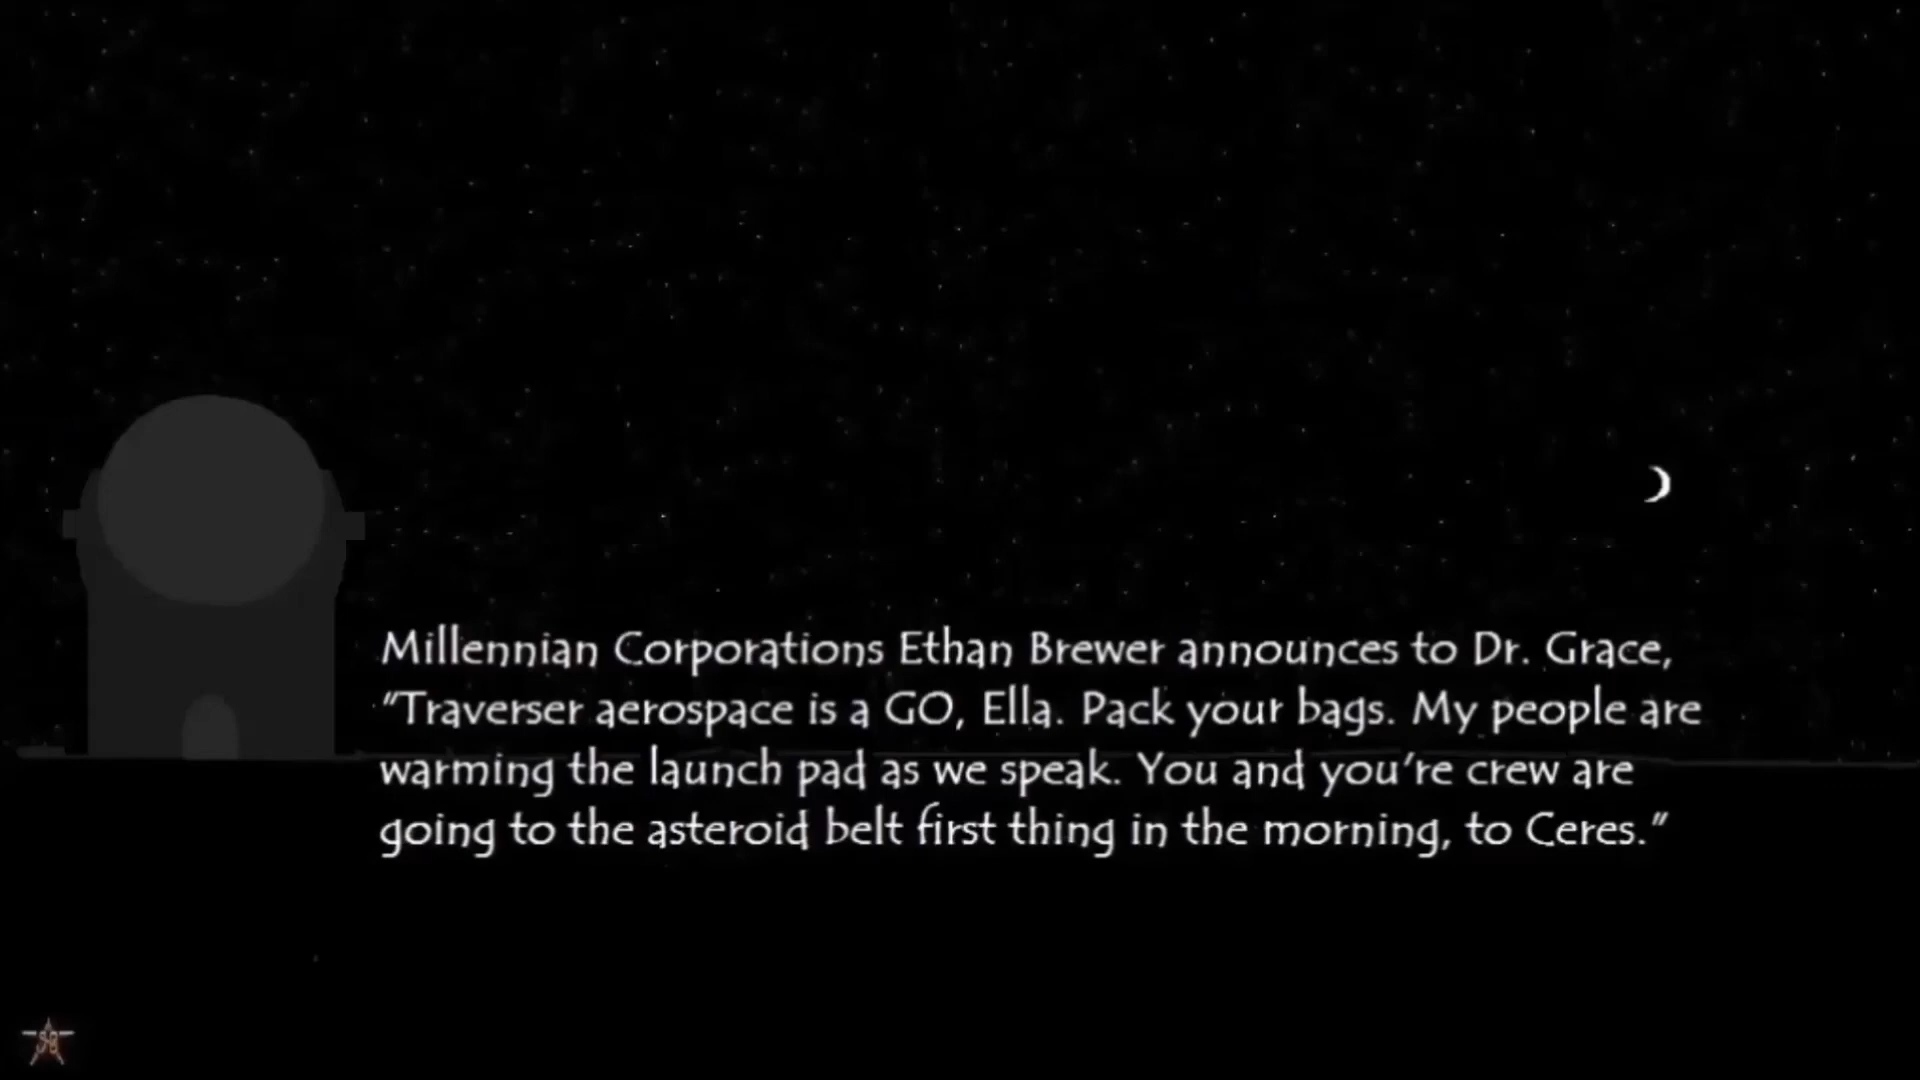 Millennian Corporations Ethan Brewer announces to Dr. Grace,
"Traverser aerospace is a GO, Ella. Pack your bags. My people are
warming the launch pad as we speak. You and you're crew are
going to the asteroid belt first thing in the morning, to Ceres."